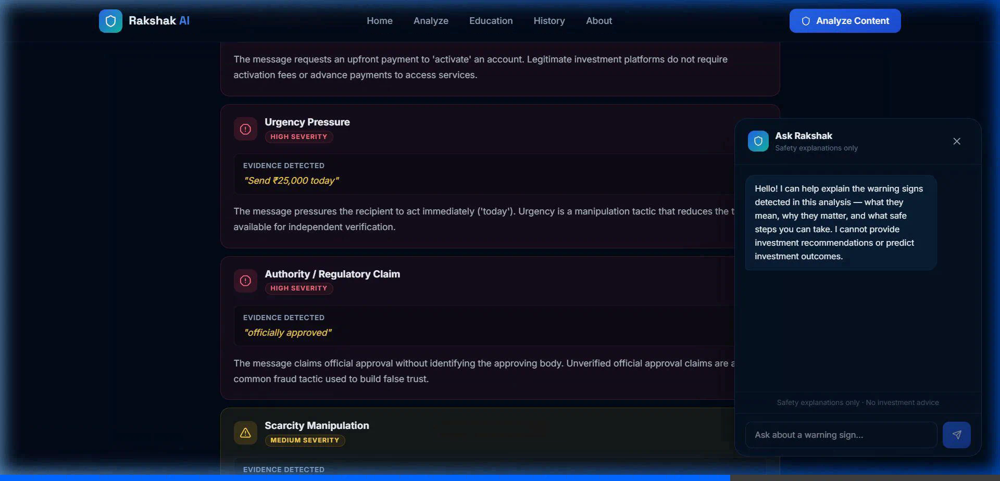 Rakshak AI
Home
Analyze
Education
History
About
Analyze Content
The message requests an upfront payment to 'activate' an account. Legitimate investment platforms do not require
activation fees or advance payments to access services.
Urgency Pressure
HIGH SEVERITY
EVIDENCE DETECTED
"Send ₹25,000 today"
The message pressures the recipient to act immediately ('today'). Urgency is a manipulation tactic that reduces the
available for independent verification.
Authority / Regulatory Claim
HIGH SEVERITY
EVIDENCE DETECTED
"officially approved"
The message claims official approval without identifying the approving body. Unverified official approval claims are a
common fraud tactic used to build false trust.
Scarcity Manipulation
MEDIUM SEVERITY
EVIDENCE DETECTED
Ask Rakshak
Safety explanations only
Hello! I can help explain the warning signs
detected in this analysis — what they
mean, why they matter, and what safe
steps you can take. I cannot provide
investment recommendations or predict
investment outcomes.
Safety explanations only · No investment advice
Ask about a warning sign...